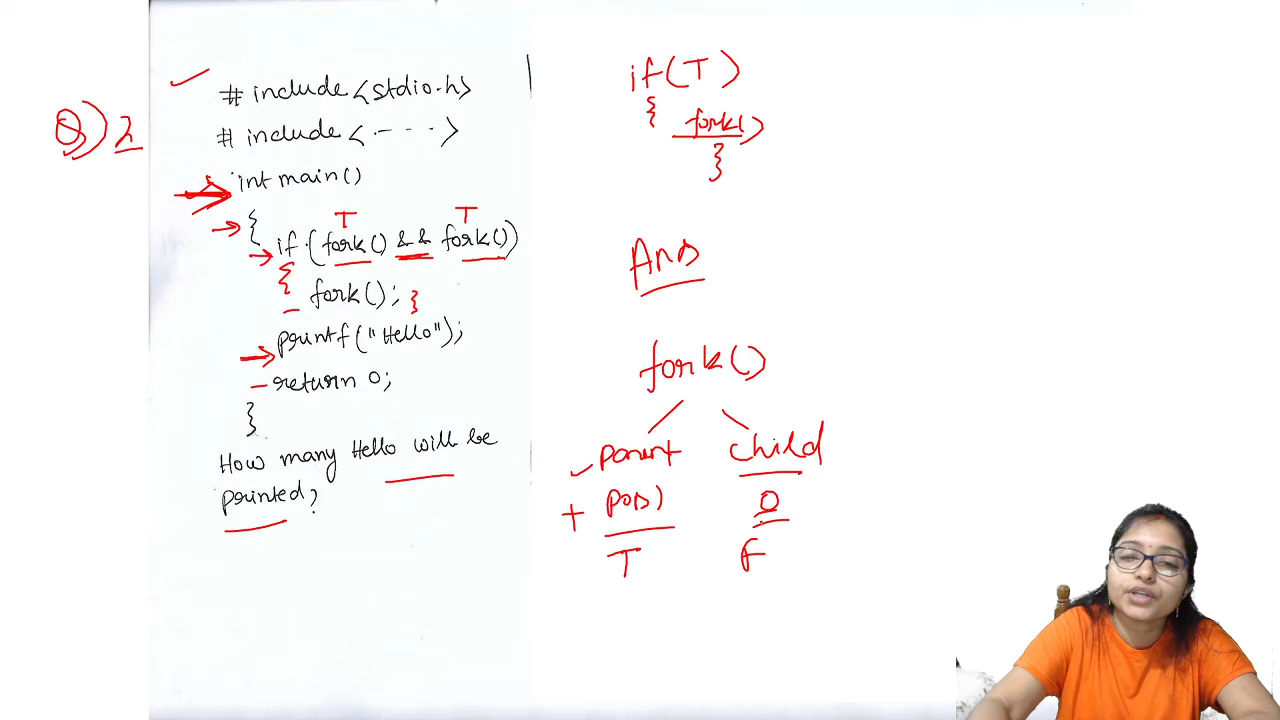 Q) 2
# include <stdio.h>
# include <. - - ->
int main()
{
T T
if (fork() && fork())
{
fork(); }
printf("Hello");
return 0;
}
How many Hello will be
printed?
if(T)
{
fork()
}
Ans
fork()
parent child
+ pos) 0
T F